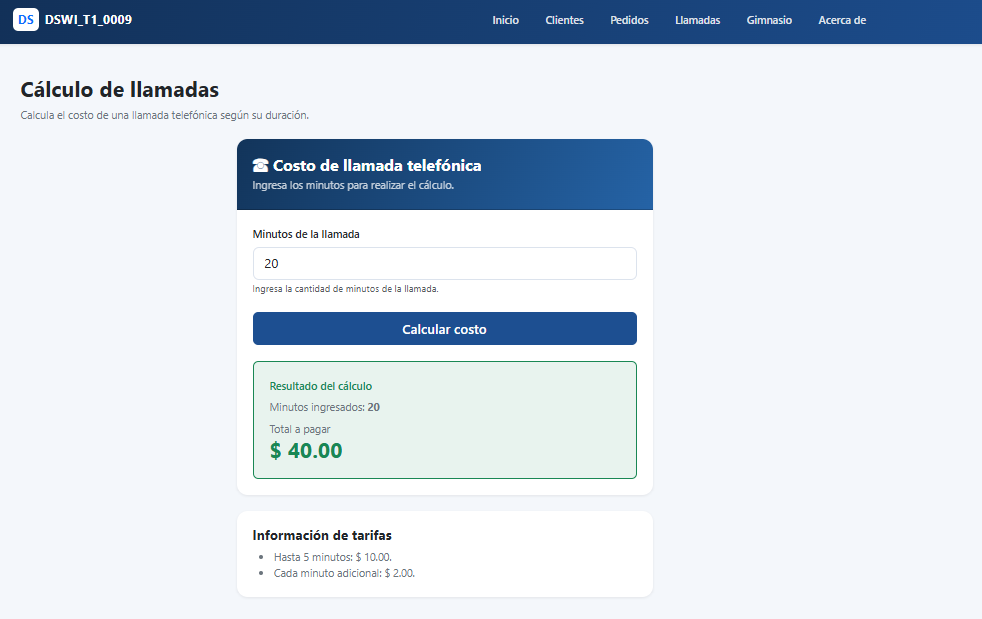 DS DSWI_T1_0009 Inicio Clientes Pedidos Llamadas Gimnasio Acerca de
Cálculo de llamadas
Calcula el costo de una llamada telefónica según su duración.
☎ Costo de llamada telefónica
Ingresa los minutos para realizar el cálculo.
Minutos de la llamada
20
Ingresa la cantidad de minutos de la llamada.
Calcular costo
Resultado del cálculo
Minutos ingresados: 20
Total a pagar
$ 40.00
Información de tarifas
• Hasta 5 minutos: $ 10.00.
• Cada minuto adicional: $ 2.00.